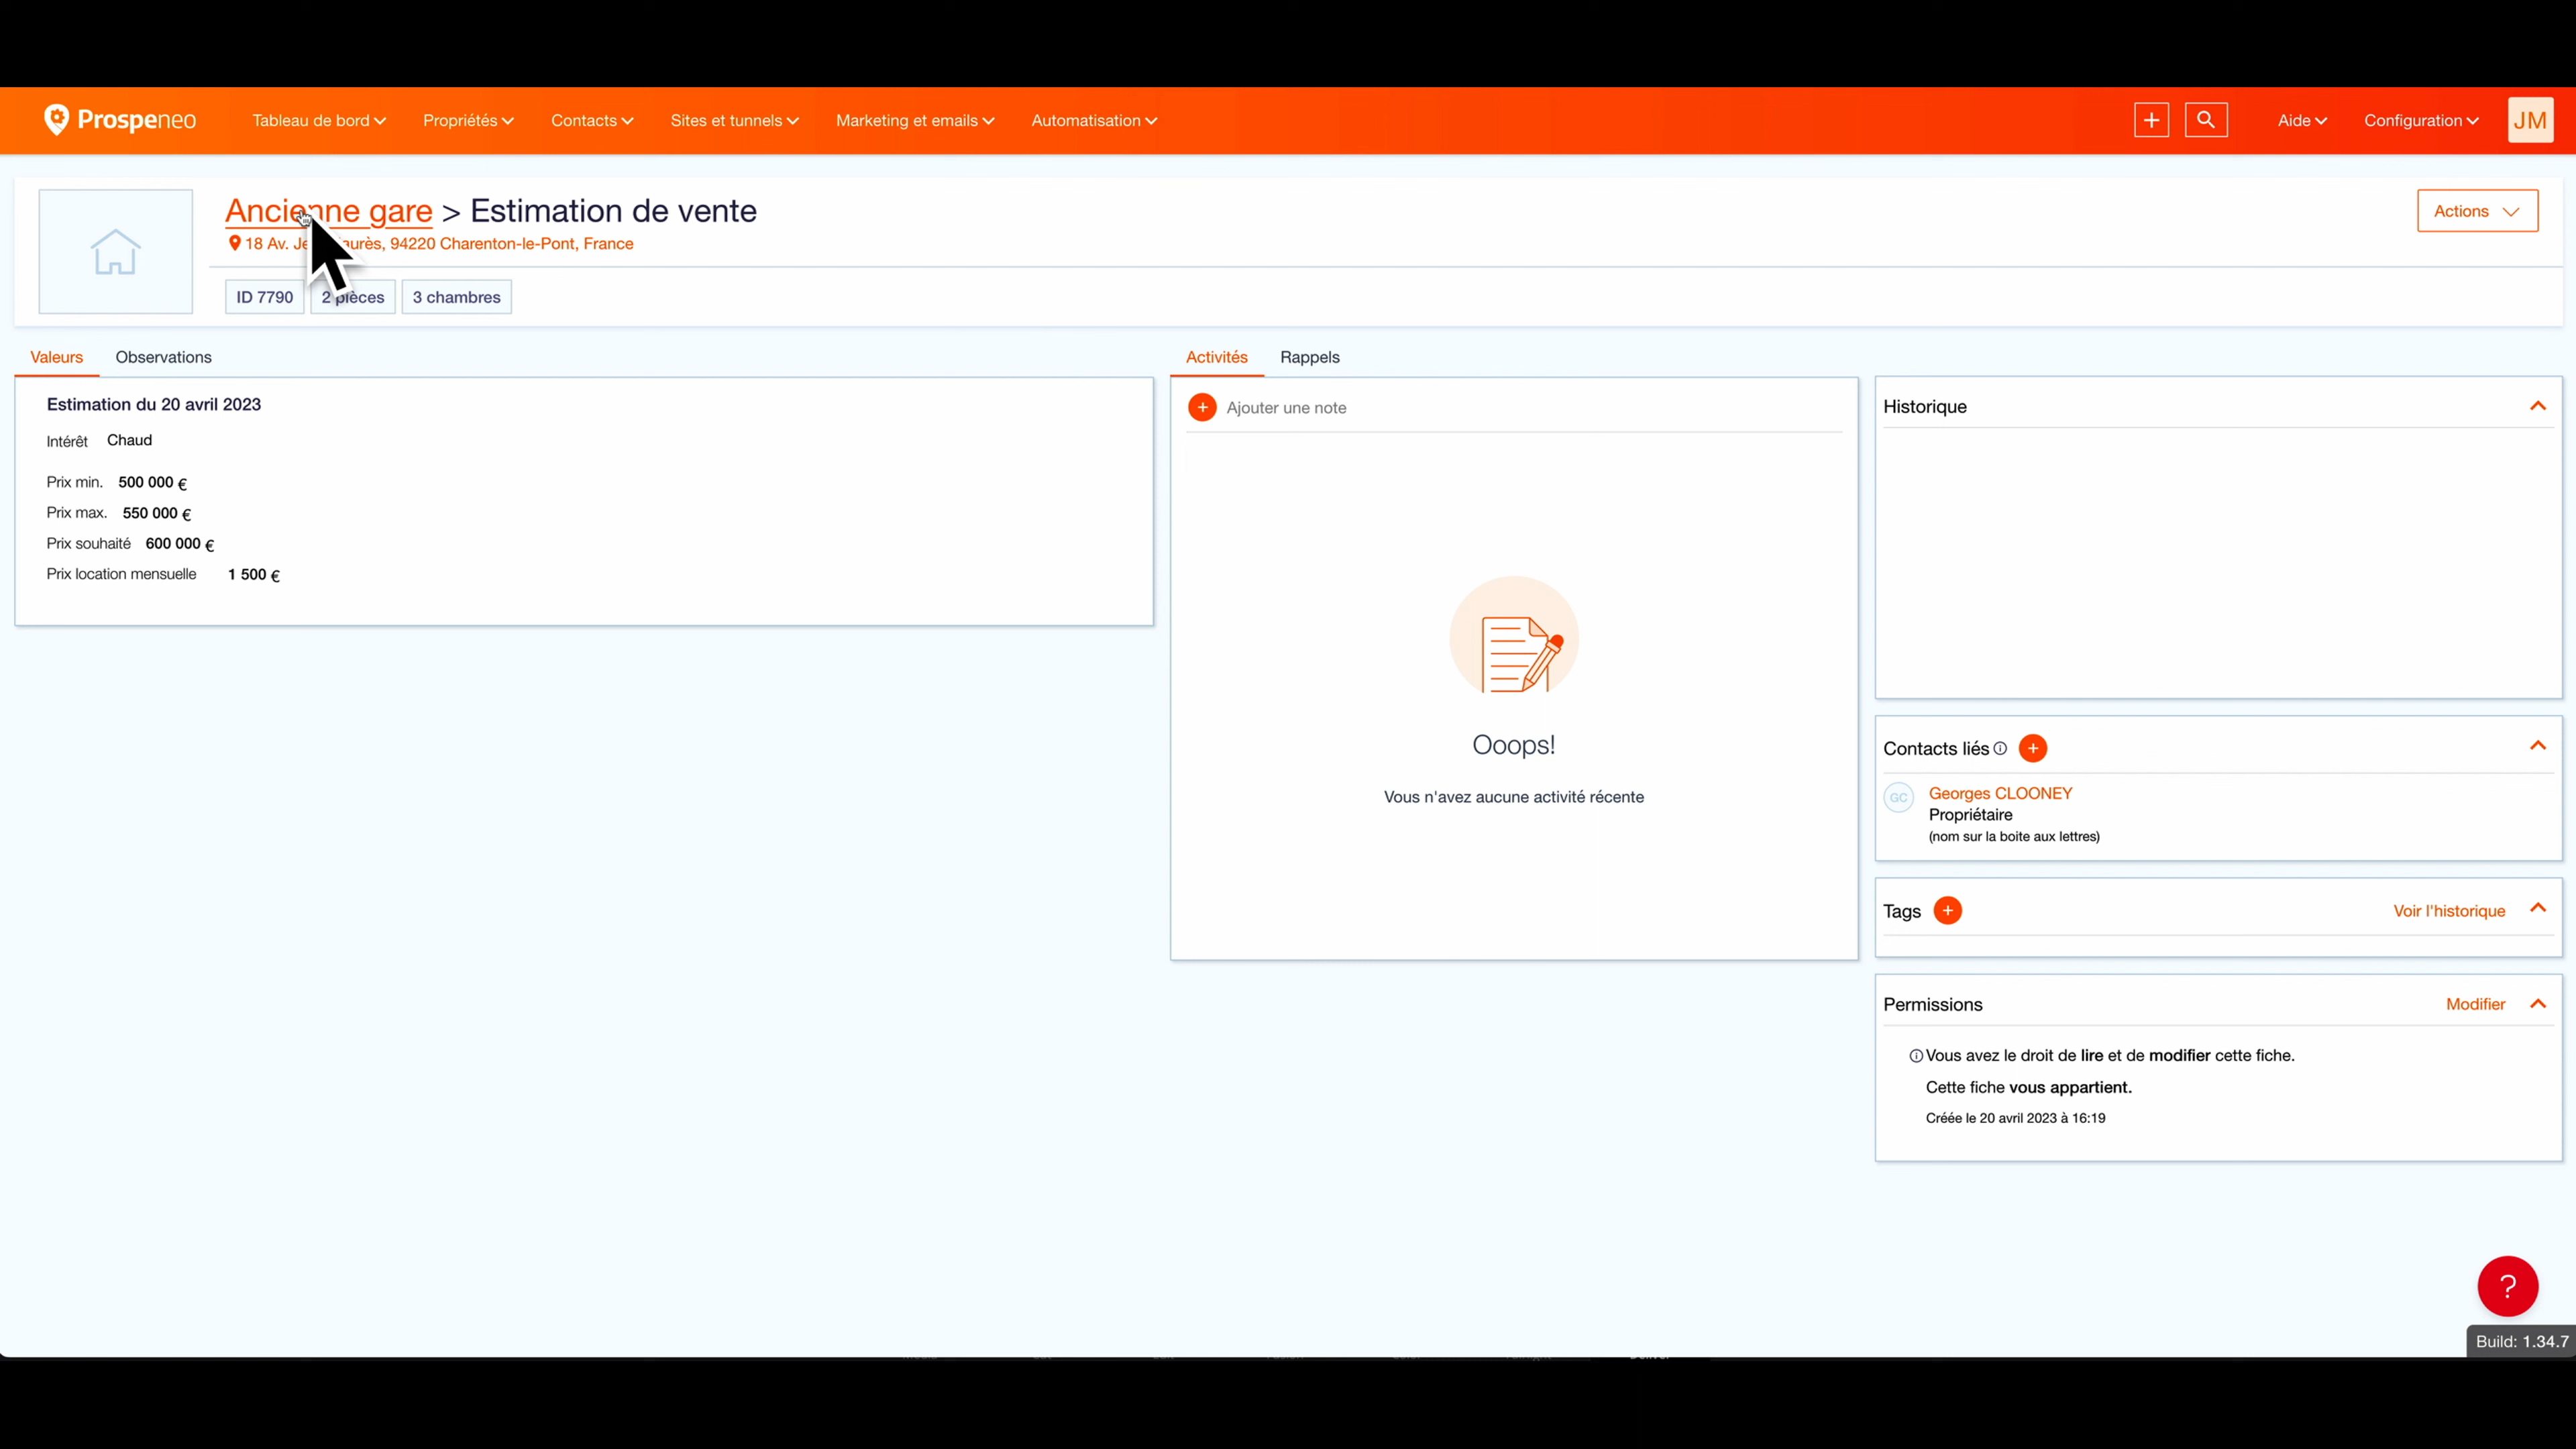 Prospeneo
Tableau de bord
Propriétés
Contacts
Sites et tunnels
Marketing et emails
Automatisation
Aide
Configuration
JM
Ancienne gare > Estimation de vente
18 Av. aurès, 94220 Charenton-le-Pont, France
ID 7790
2 pièces
3 chambres
Actions
Valeurs
Observations
Estimation du 20 avril 2023
Intérêt Chaud
Prix min. 500 000 €
Prix max. 550 000 €
Prix souhaité 600 000 €
Prix location mensuelle 1 500 €
Activités
Rappels
Ajouter une note
Ooops!
Vous n'avez aucune activité récente
Historique
Contacts liés
GC
Georges CLOONEY
Propriétaire
(nom sur la boite aux lettres)
Tags
Voir l'historique
Permissions
Modifier
Vous avez le droit de lire et de modifier cette fiche.
Cette fiche vous appartient.
Créée le 20 avril 2023 à 16:19
?
Build: 1.34.7